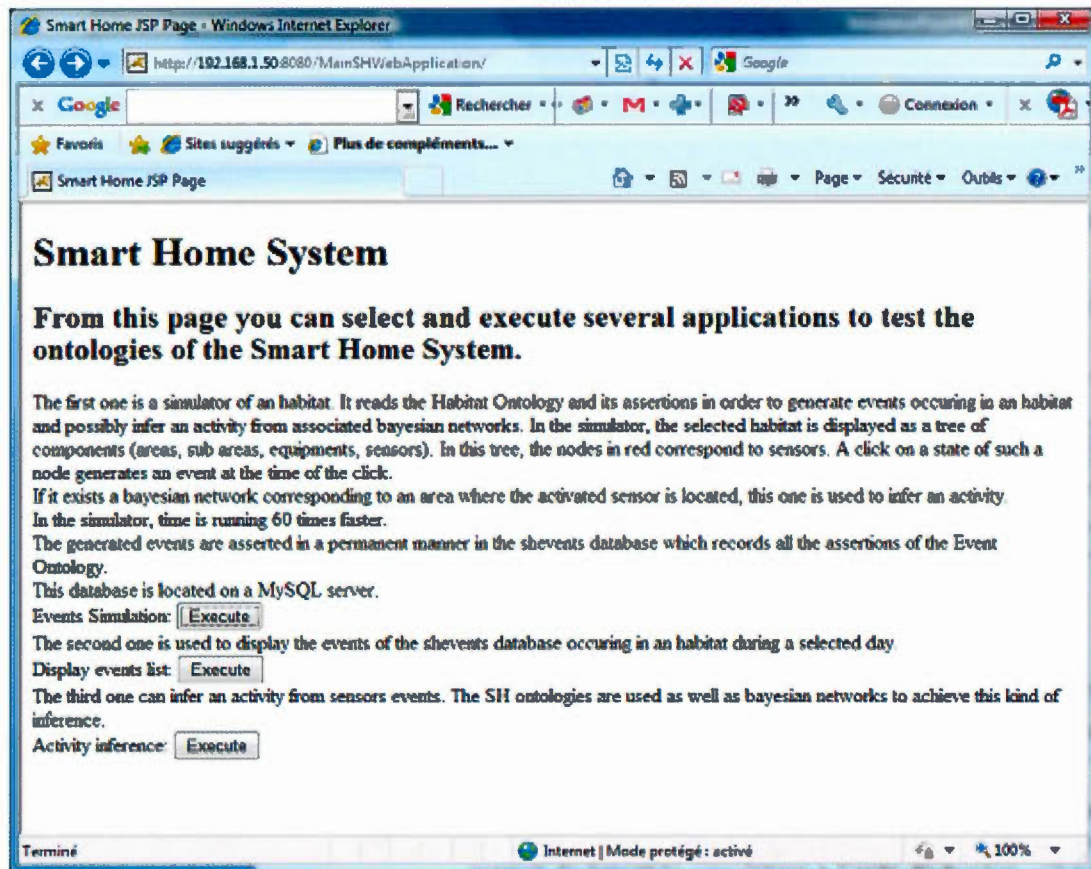 Smart Home JSP Page - Windows Internet Explorer
http://192.168.1.50:8080/MainSHWebApplication/
Google
x Google
Rechercher
Connexion
x
Favoris Sites suggérés Plus de compléments...
Smart Home JSP Page
Page Sécurité Outils
Smart Home System
From this page you can select and execute several applications to test the
ontologies of the Smart Home System.
The first one is a simulator of an habitat. It reads the Habitat Ontology and its assertions in order to generate events occuring in an habitat
and possibly infer an activity from associated bayesian networks. In the simulator, the selected habitat is displayed as a tree of
components (areas, sub areas, equipments, sensors). In this tree, the nodes in red correspond to sensors. A click on a state of such a
node generates an event at the time of the click.
If it exists a bayesian network corresponding to an area where the activated sensor is located, this one is used to infer an activity.
In the simulator, time is running 60 times faster.
The generated events are asserted in a permanent manner in the shevents database which records all the assertions of the Event
Ontology.
This database is located on a MySQL server.
Events Simulation: Execute
The second one is used to display the events of the shevents database occuring in an habitat during a selected day.
Display events list: Execute
The third one can infer an activity from sensors events. The SH ontologies are used as well as bayesian networks to achieve this kind of
inference.
Activity inference: Execute
Terminé
Internet | Mode protégé : activé
100%